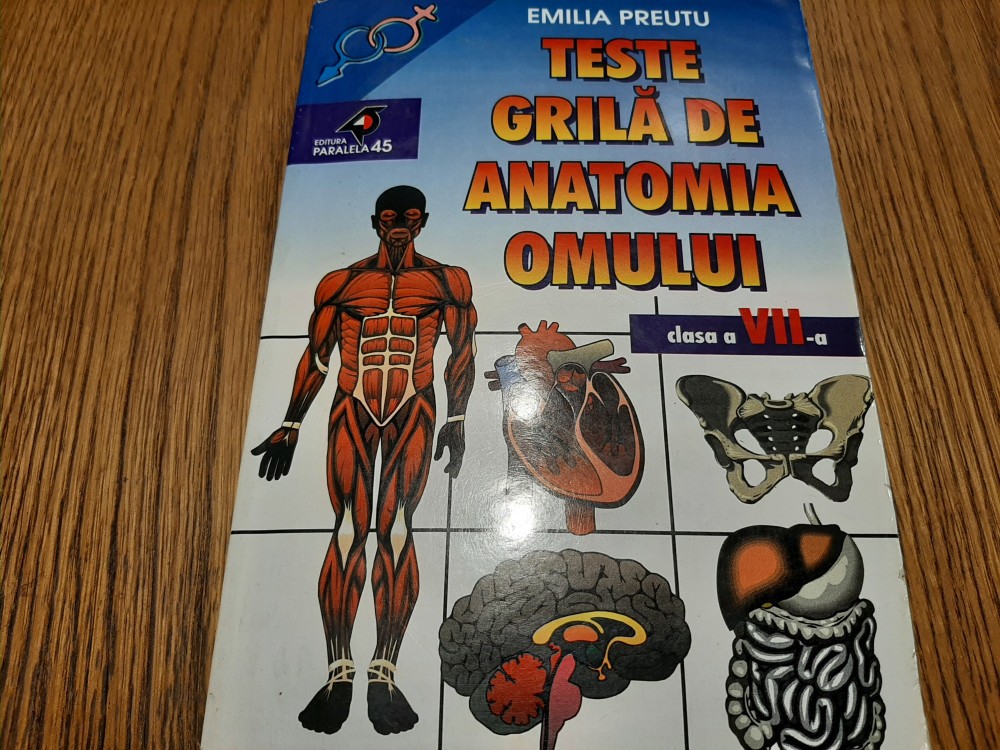 EMILIA PREUTU
TESTE
GRILĂ DE
ANATOMIA
OMULUI
EDITURA
PARALELA 45
clasa a VII-a